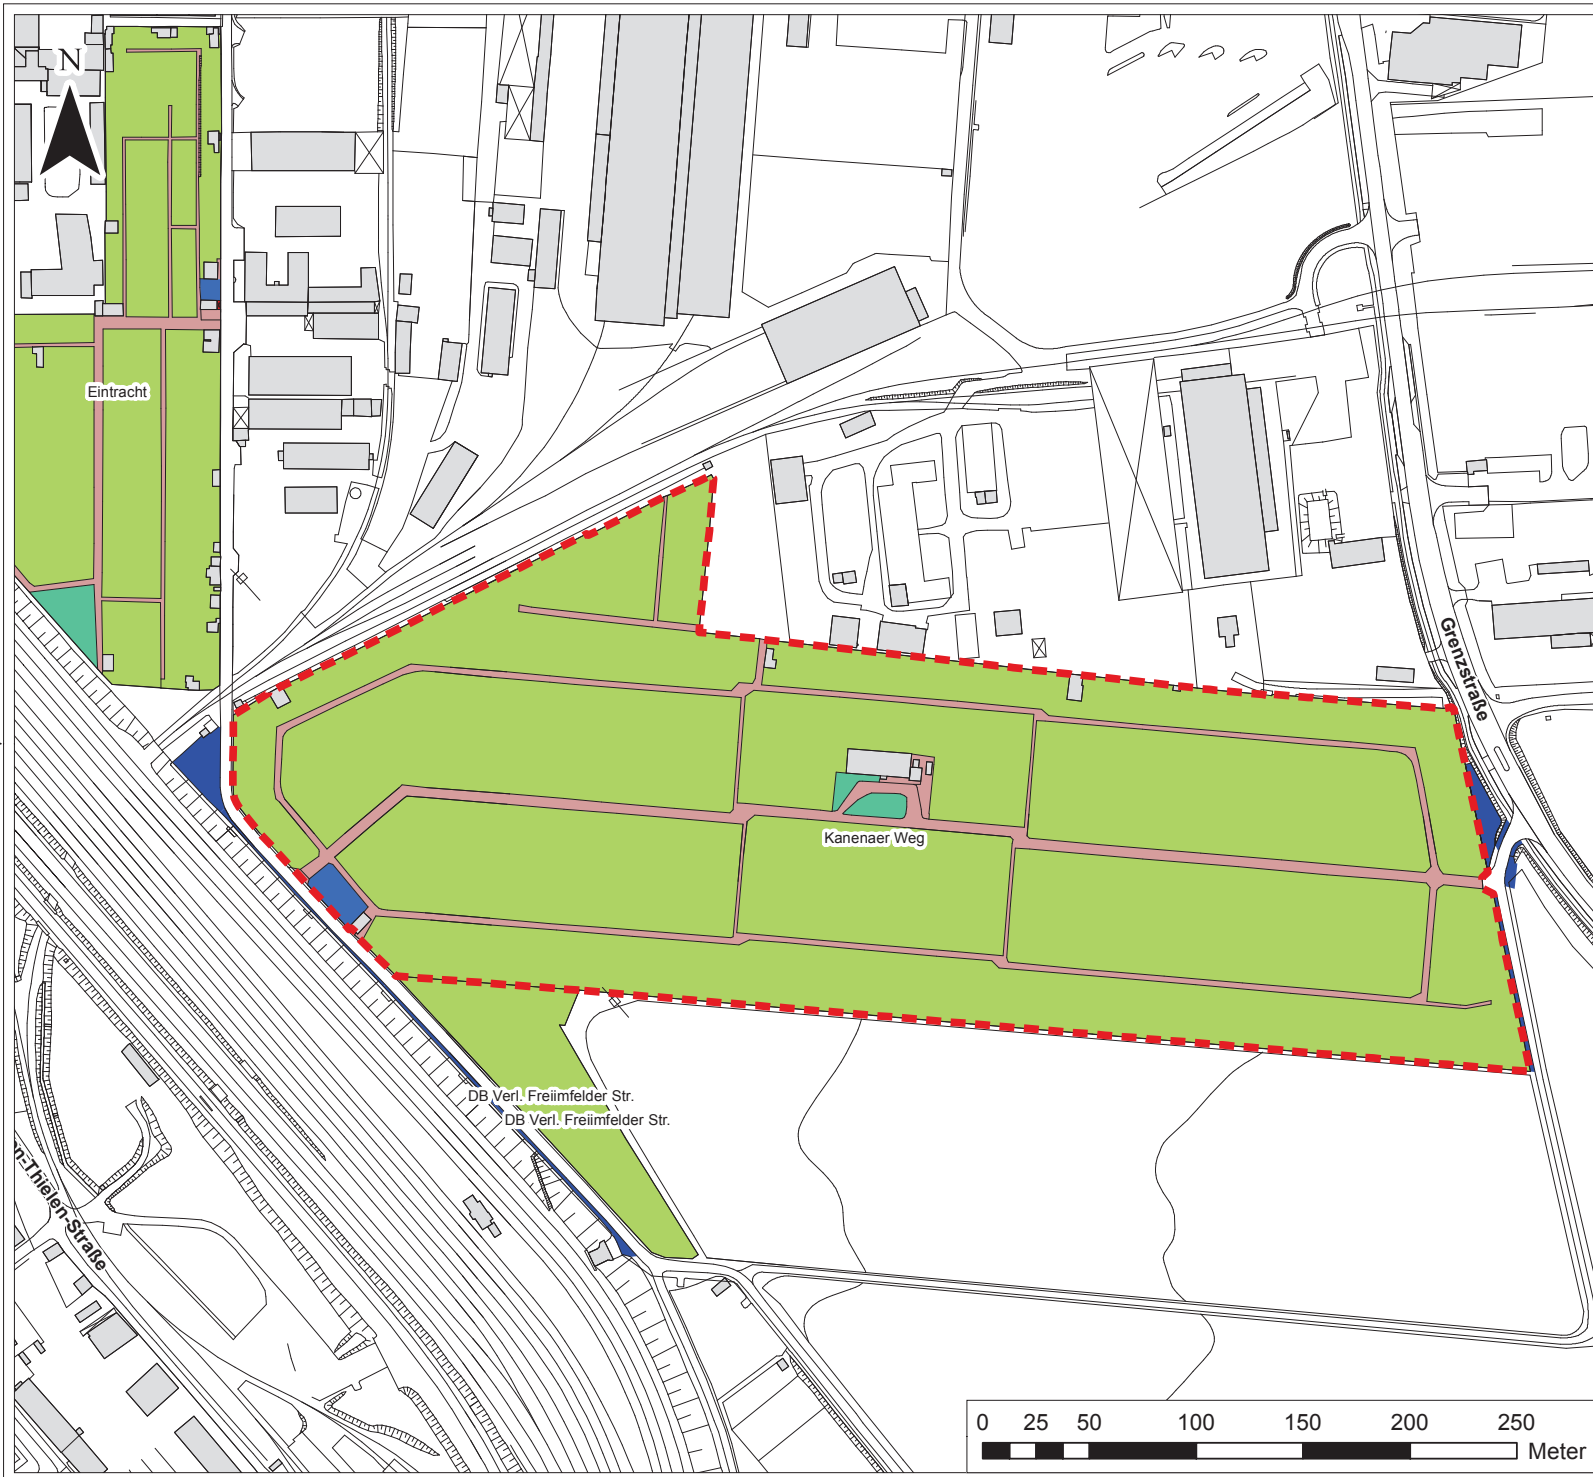 N
Eintracht
Grenzstraße
Kanenaer Weg
DB Verl. Freiimfelder Str.
DB Verl. Freiimfelder Str.
en-Thielen-Straße
0 25 50 100 150 200 250
Meter